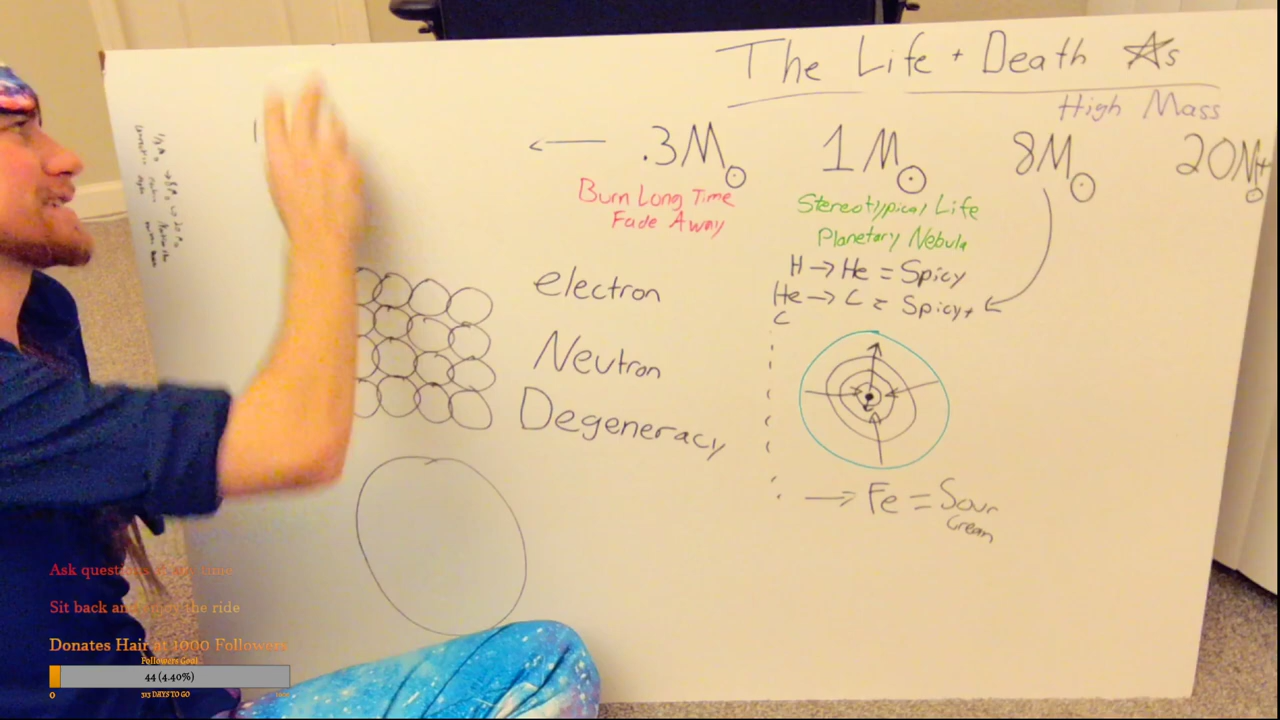 The Life + Death ☆s
High Mass
← .3M☉ 1M☉ 8M☉ 20M☉+
Burn Long Time
Fade Away
Stereotypical Life
Planetary Nebula
H → He = Spicy
He → C = Spicy+
C
electron
Neutron
Degeneracy
→ Fe = Sour
Cream
Ask questions any time
Sit back and enjoy the ride
Donates Hair at 1000 Followers
Followers Goal
44 (4.40%)
0 313 DAYS TO GO